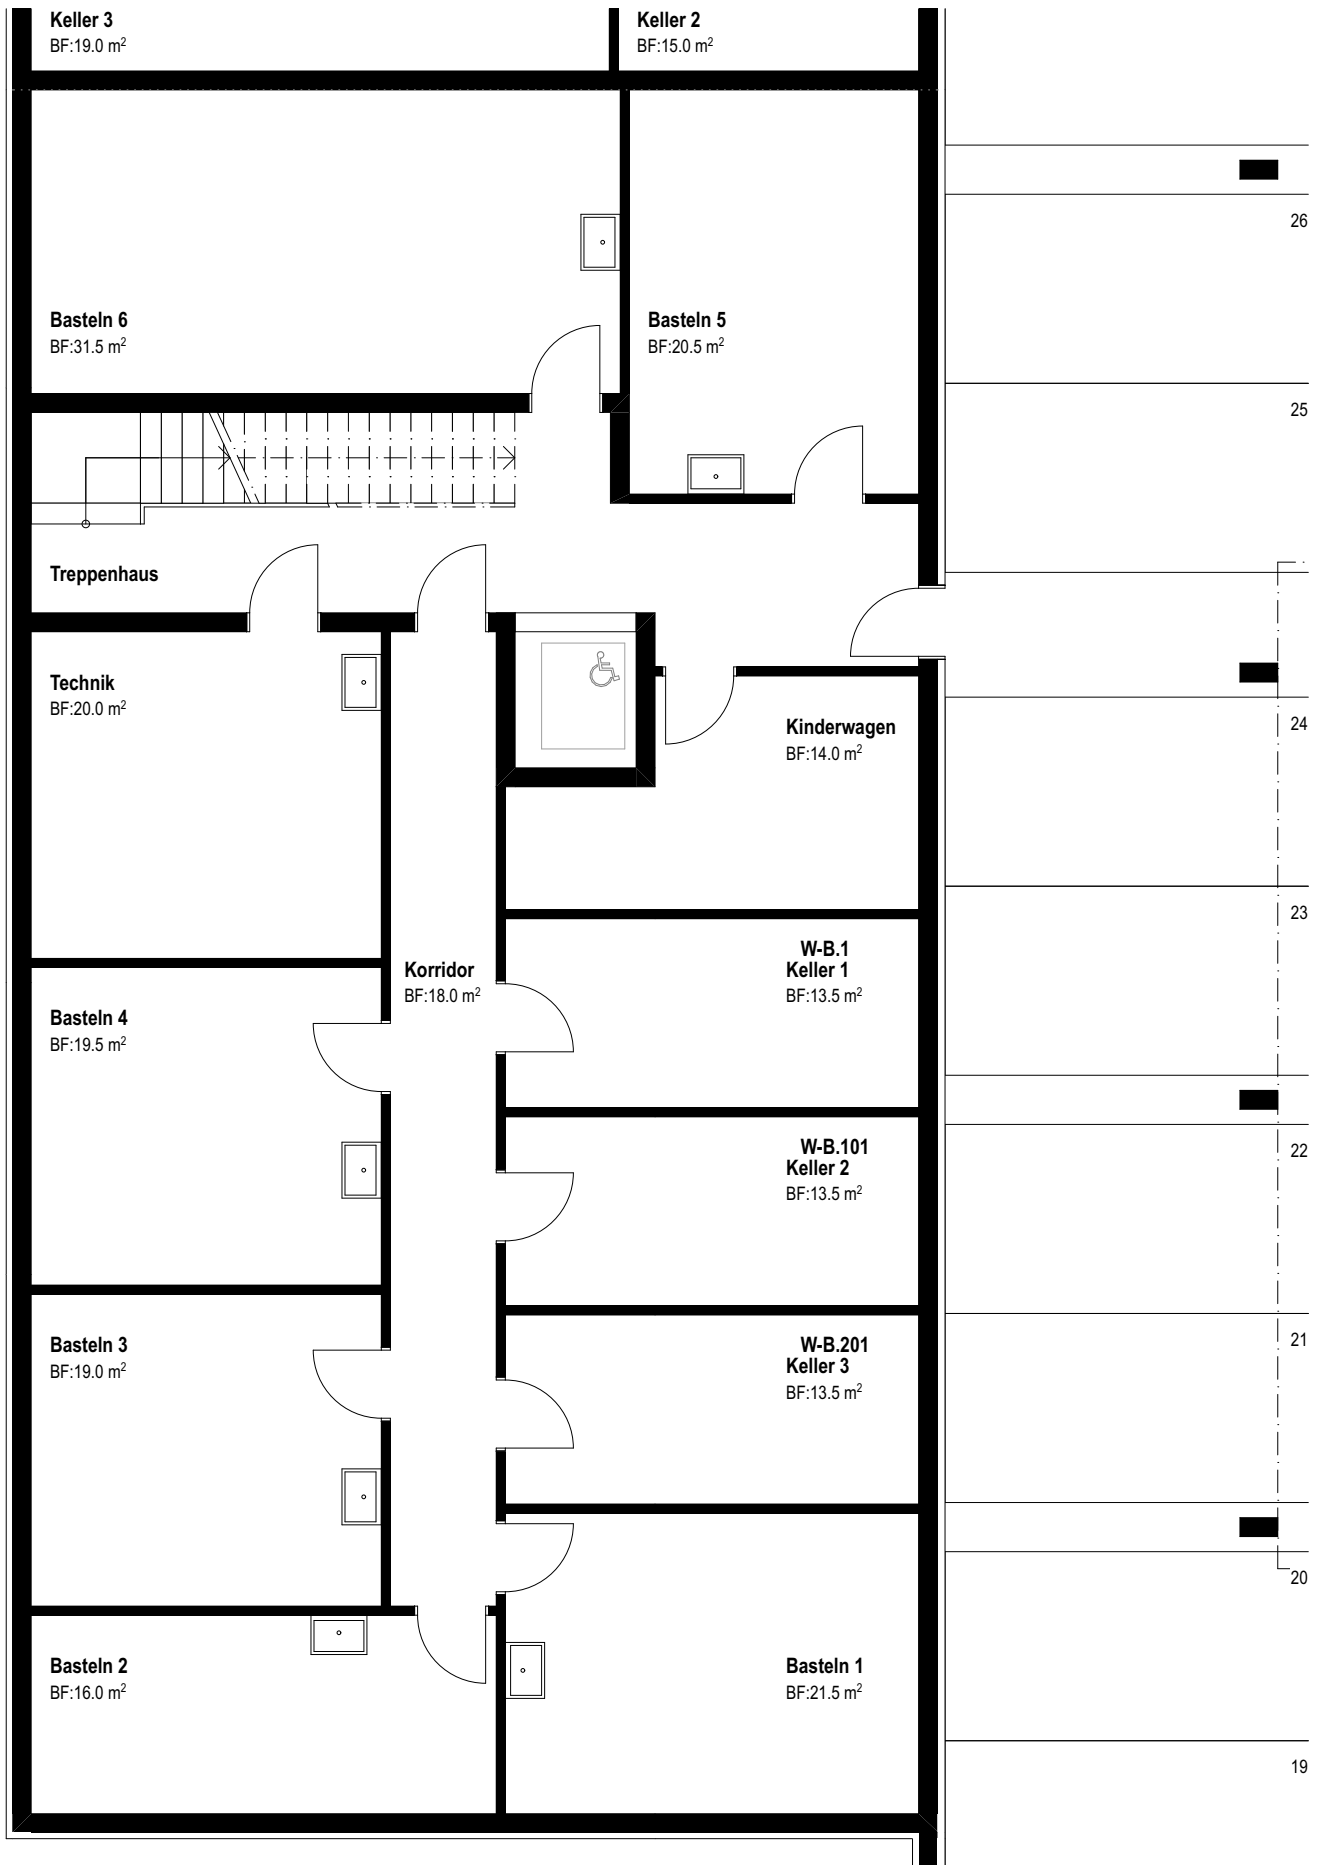 Keller 3
BF:19.0 m²
Keller 2
BF:15.0 m²
26
Basteln 6
BF:31.5 m²
Basteln 5
BF:20.5 m²
25
Treppenhaus
Technik
BF:20.0 m²
Kinderwagen
BF:14.0 m²
24
23
W-B.1
Keller 1
BF:13.5 m²
Korridor
BF:18.0 m²
Basteln 4
BF:19.5 m²
W-B.101
Keller 2
BF:13.5 m²
22
Basteln 3
BF:19.0 m²
W-B.201
Keller 3
BF:13.5 m²
21
20
Basteln 2
BF:16.0 m²
Basteln 1
BF:21.5 m²
19